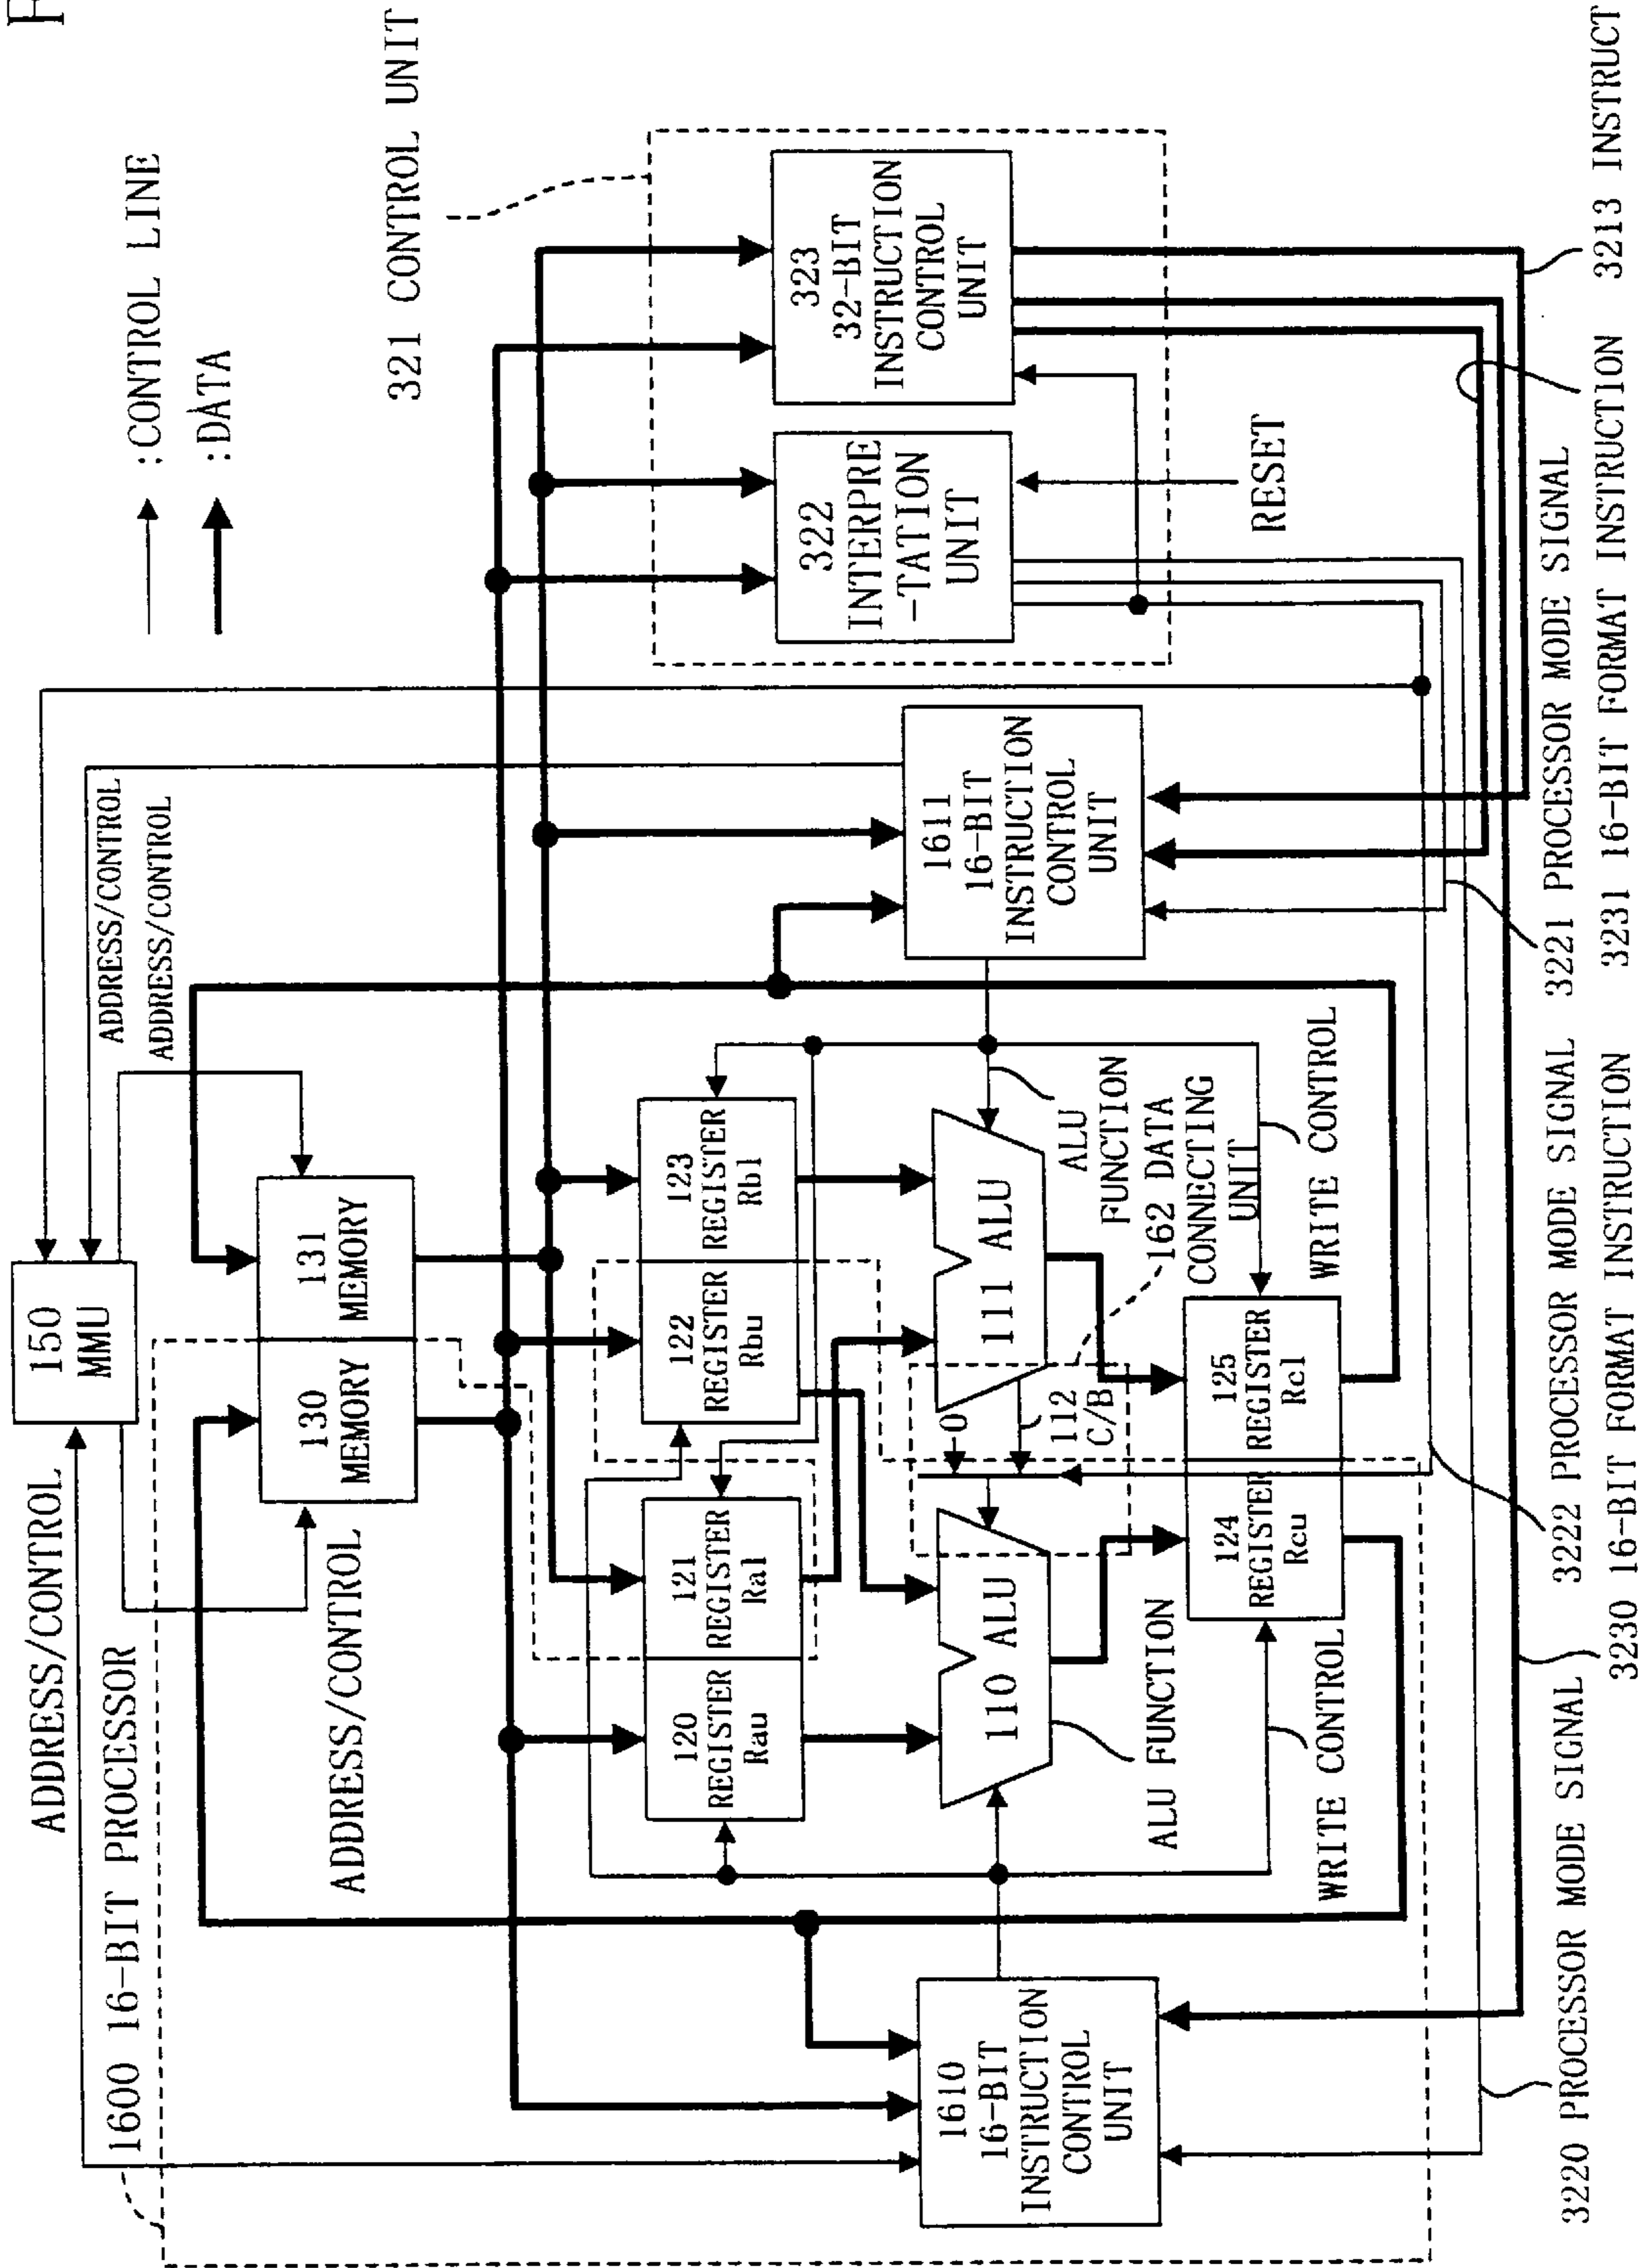 F
:CONTROL LINE
:DATA
321 CONTROL UNIT
ADDRESS/CONTROL
150
MMU
ADDRESS/CONTROL
ADDRESS/CONTROL
1600 16-BIT PROCESSOR
ADDRESS/CONTROL
130
MEMORY
131
MEMORY
120
REGISTER
Rau
121
REGISTER
Ral
122
REGISTER
Rbu
123
REGISTER
Rbl
322
INTERPRE
-TATION
UNIT
323
32-BIT
INSTRUCTION
CONTROL
UNIT
1610
16-BIT
INSTRUCTION
CONTROL
UNIT
110 ALU
111 ALU
0
112
C/B
1611
16-BIT
INSTRUCTION
CONTROL
UNIT
ALU FUNCTION
ALU
FUNCTION
162 DATA
CONNECTING
UNIT
124
REGISTER
Rcu
125
REGISTER
Rcl
WRITE CONTROL
WRITE CONTROL
RESET
3220 PROCESSOR MODE SIGNAL
3222 PROCESSOR MODE SIGNAL
3221 PROCESSOR MODE SIGNAL
3230 16-BIT FORMAT INSTRUCTION
3231 16-BIT FORMAT INSTRUCTION
3213 INSTRUCT